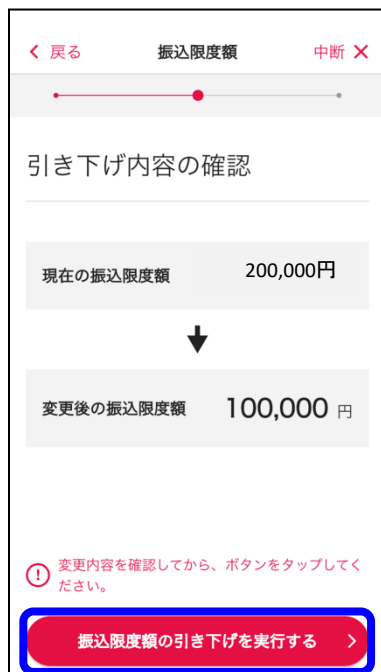 戻る 振込限度額 中断
引き下げ内容の確認
現在の振込限度額 200,000円
変更後の振込限度額 100,000 円
変更内容を確認してから、ボタンをタップしてく
ださい。
振込限度額の引き下げを実行する